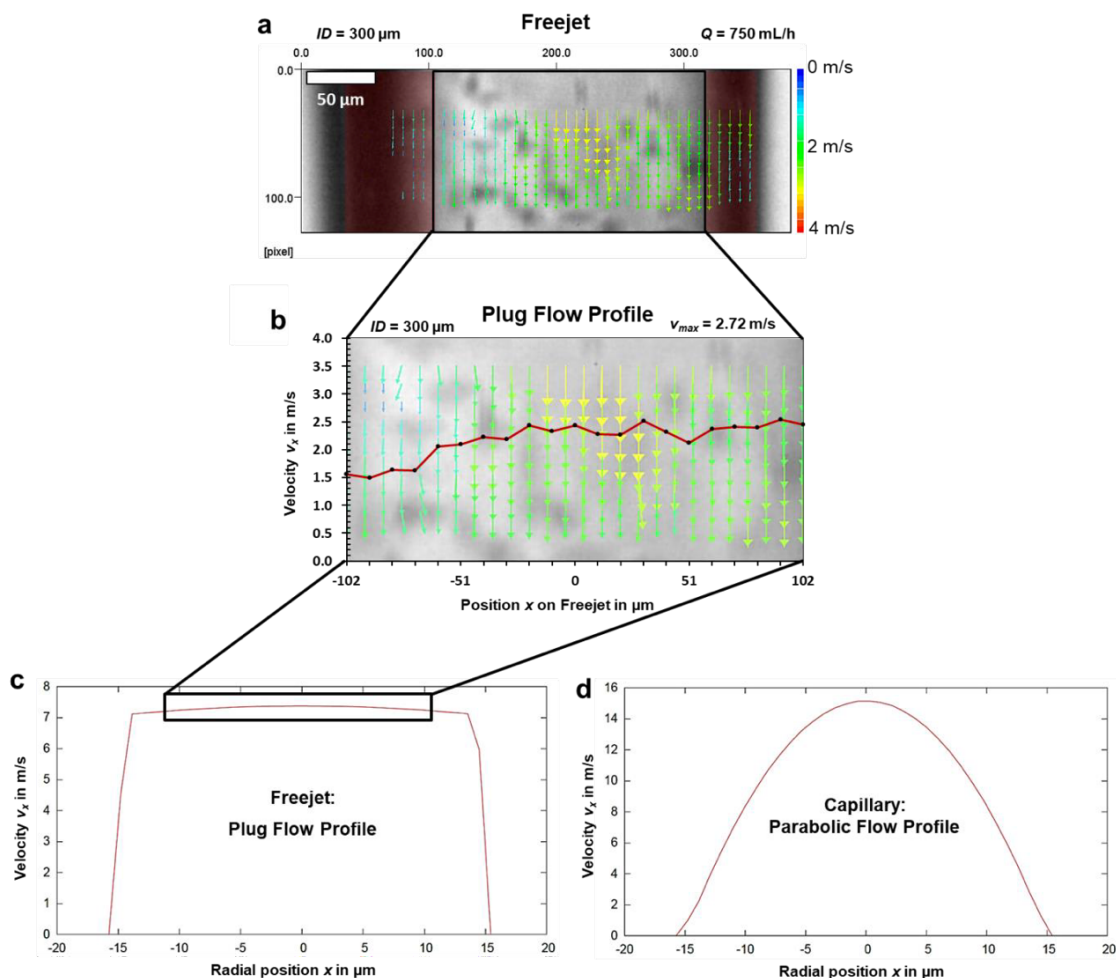 a
Freejet
ID = 300 µm
Q = 750 mL/h
0.0
100.0
200.0
300.0
0.0
50 µm
100.0
[pixel]
0 m/s
2 m/s
4 m/s
b
ID = 300 µm
Plug Flow Profile
vmax = 2.72 m/s
4.0
3.5
3.0
2.5
2.0
1.5
1.0
0.5
0.0
Velocity vx in m/s
-102
-51
0
51
102
Position x on Freejet in µm
c
8
7
6
5
4
3
2
1
0
Velocity vx in m/s
Freejet:
Plug Flow Profile
-20
-15
-10
-5
0
5
10
15
20
Radial position x in µm
d
16
14
12
10
8
6
4
2
0
Velocity vx in m/s
Capillary:
Parabolic Flow Profile
-20
-15
-10
-5
0
5
10
15
20
Radial position x in µm